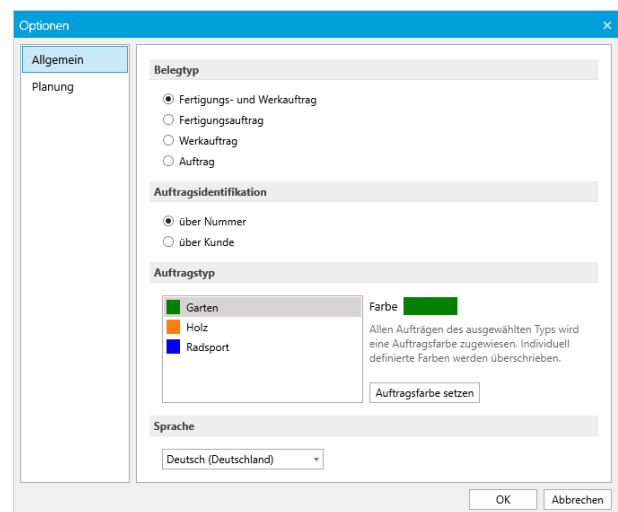 Optionen
Allgemein
Planung
Belegtyp
Fertigungs- und Werkauftrag
Fertigungsauftrag
Werkauftrag
Auftrag
Auftragsidentifikation
über Nummer
über Kunde
Auftragstyp
Garten
Holz
Radsport
Farbe
Allen Aufträgen des ausgewählten Typs wird
eine Auftragsfarbe zugewiesen. Individuell
definierte Farben werden überschrieben.
Auftragsfarbe setzen
Sprache
Deutsch (Deutschland)
OK
Abbrechen